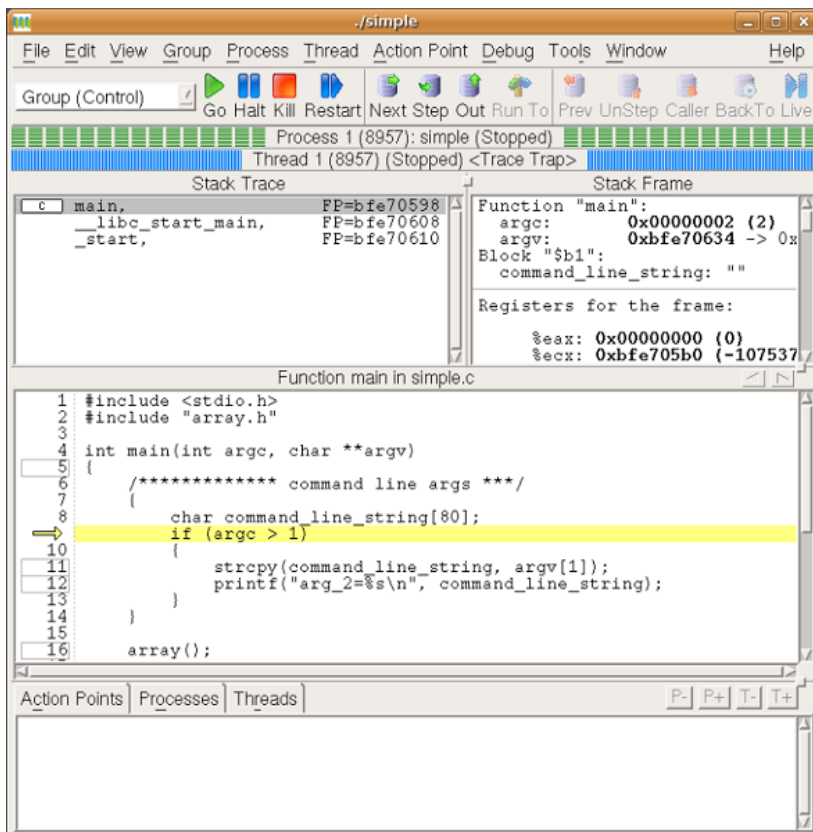 ./simple
File Edit View Group Process Thread Action Point Debug Tools Window Help
Group (Control) Go Halt Kill Restart Next Step Out Run To Prev UnStep Caller BackTo Live
Process 1 (8957): simple (Stopped)
Thread 1 (8957) (Stopped) <Trace Trap>
Stack Trace
C main, FP=bfe70598
__libc_start_main, FP=bfe70608
_start, FP=bfe70610
Stack Frame
Function "main":
argc: 0x00000002 (2)
argv: 0xbfe70634 -> 0x
Block "$b1":
command_line_string: ""
Registers for the frame:
%eax: 0x00000000 (0)
%ecx: 0xbfe705b0 (-107537
Function main in simple.c
1 #include <stdio.h>
2 #include "array.h"
3
4 int main(int argc, char **argv)
5 {
6 /************* command line args ***/
7 {
8 char command_line_string[80];
if (argc > 1)
10 {
11 strcpy(command_line_string, argv[1]);
12 printf("arg_2=%s\n", command_line_string);
13 }
14 }
15
16 array();
Action Points Processes Threads P- P+ T- T+